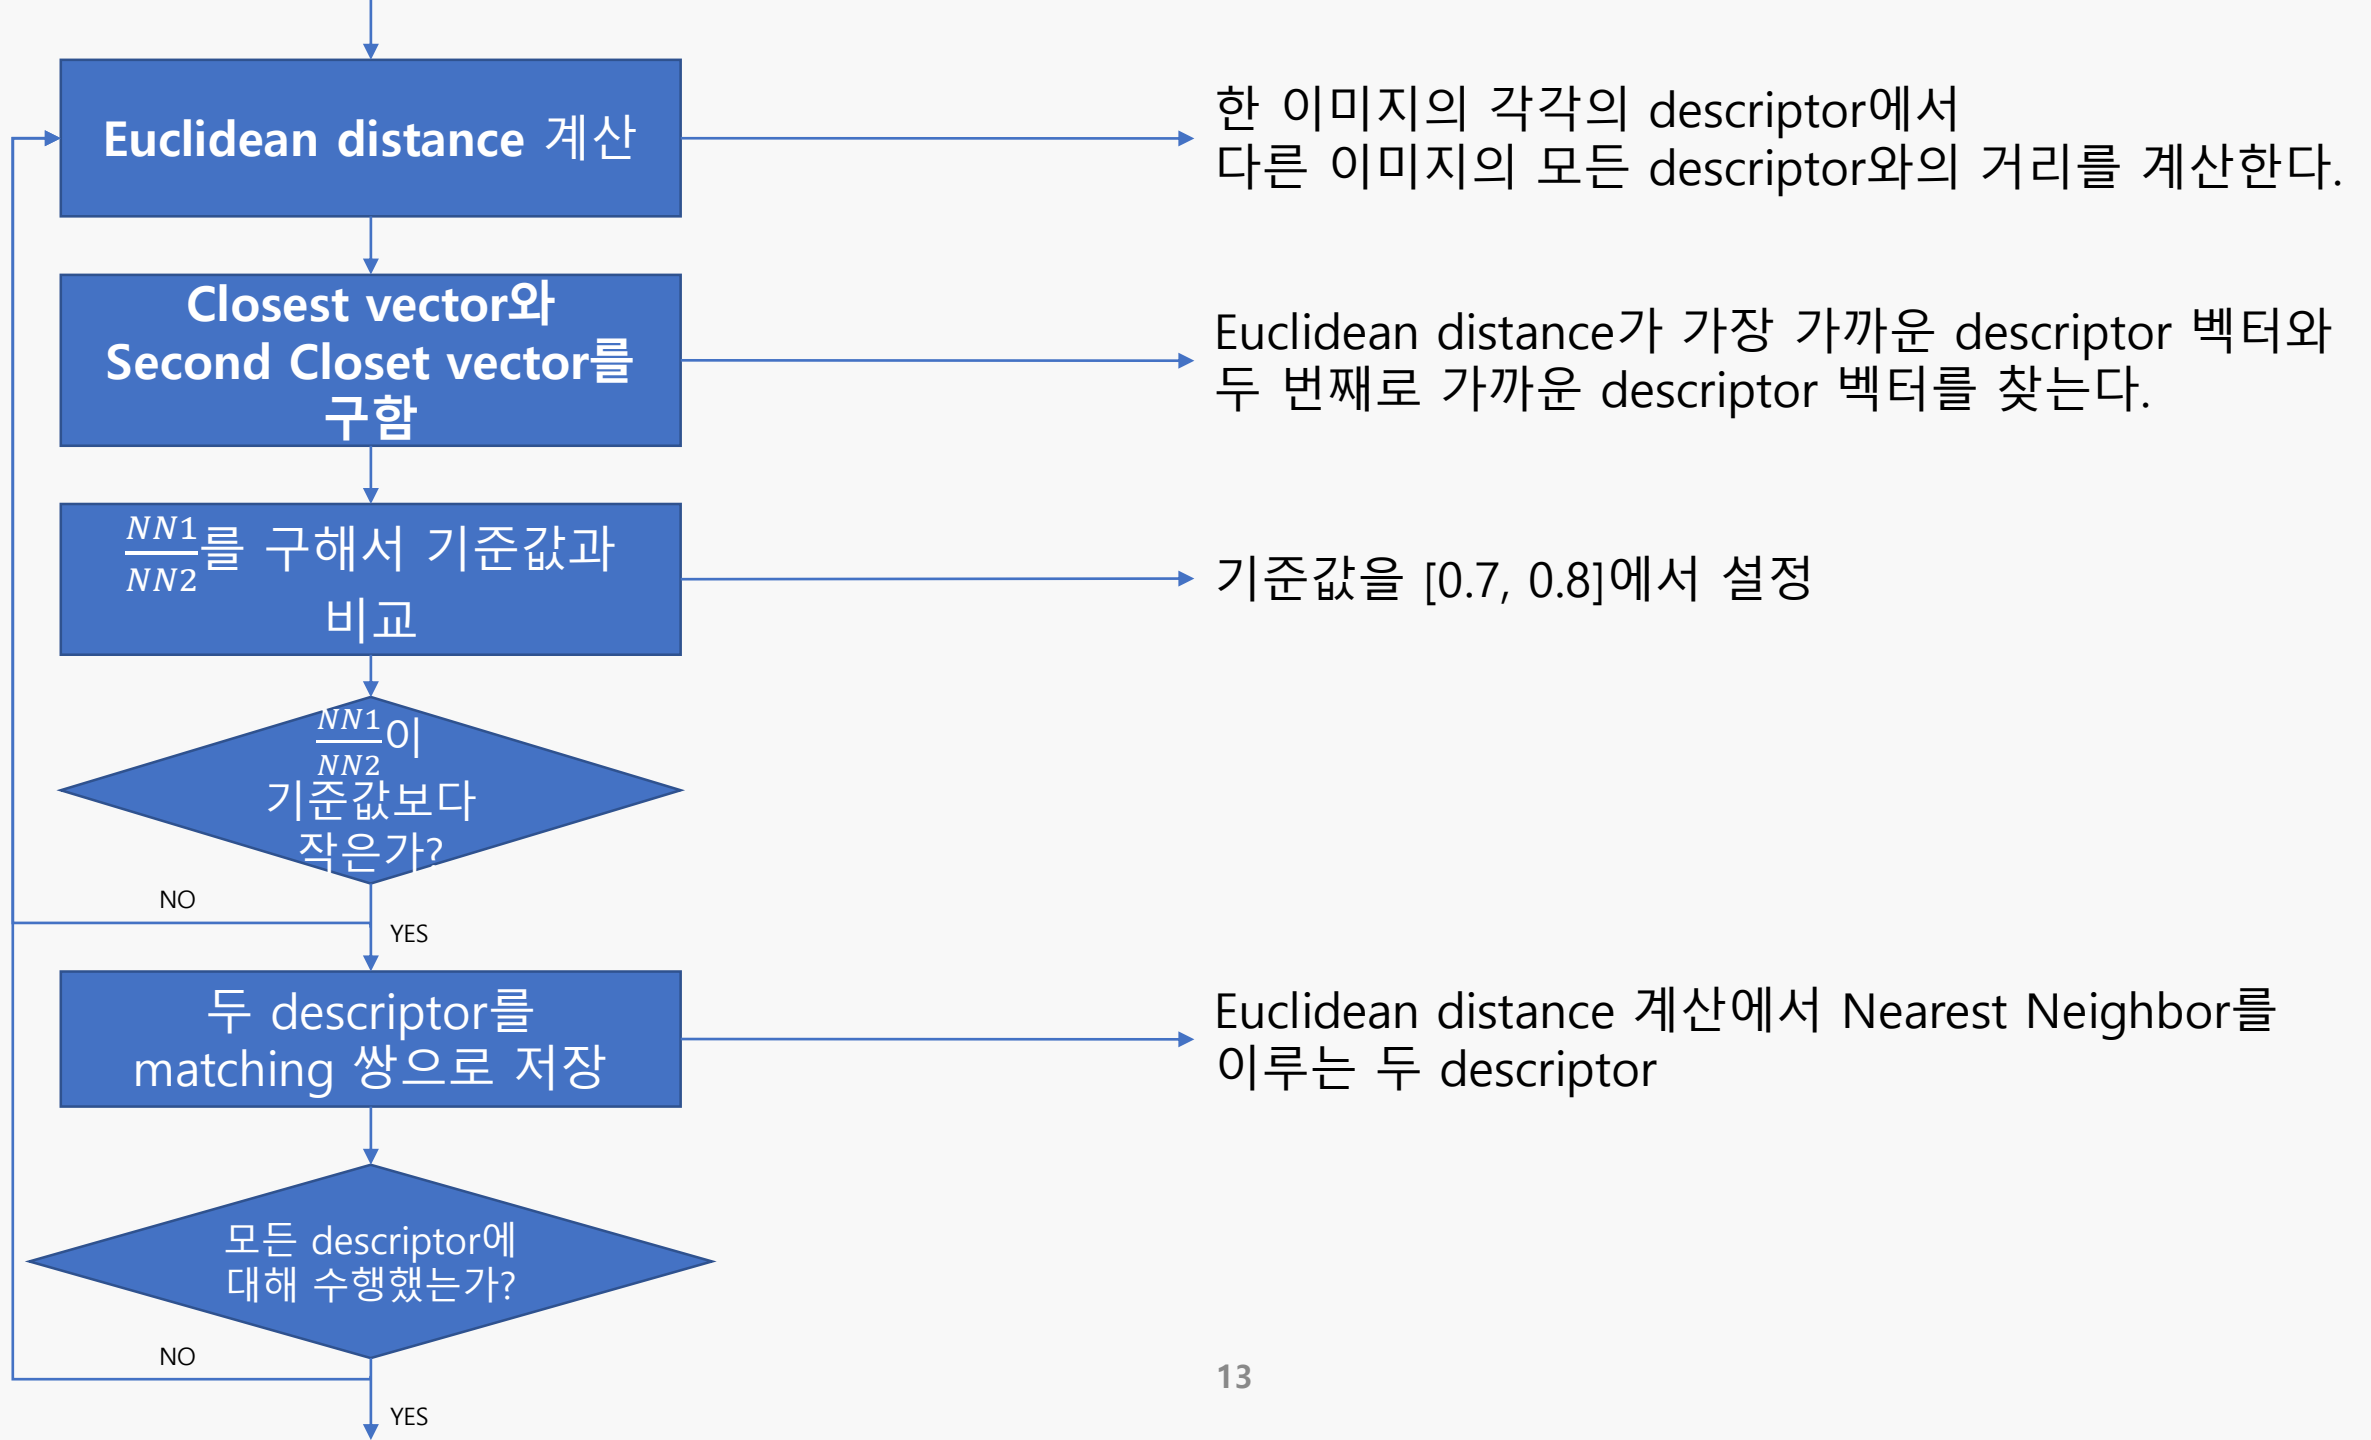 Euclidean distance 계산
한 이미지의 각각의 descriptor에서
다른 이미지의 모든 descriptor와의 거리를 계산한다.
Closest vector와
Second Closet vector를
구함
Euclidean distance가 가장 가까운 descriptor 벡터와
두 번째로 가까운 descriptor 벡터를 찾는다.
NN1/NN2를 구해서 기준값과
비교
기준값을 [0.7, 0.8]에서 설정
NN1/NN2이
기준값보다
작은가?
NO
YES
두 descriptor를
matching 쌍으로 저장
Euclidean distance 계산에서 Nearest Neighbor를
이루는 두 descriptor
모든 descriptor에
대해 수행했는가?
NO
YES
13